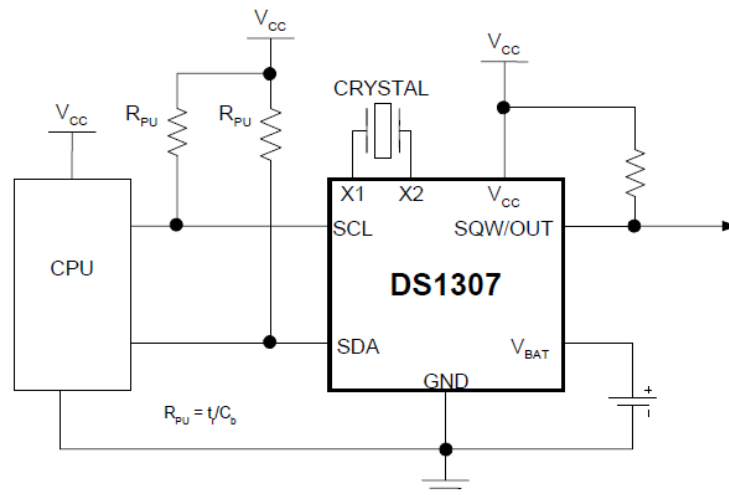 VCC
VCC
CRYSTAL
VCC
RPU
RPU
X1 X2
VCC
SCL
SQW/OUT
CPU
DS1307
SDA
VBAT
GND
+
RPU = tr/Cb